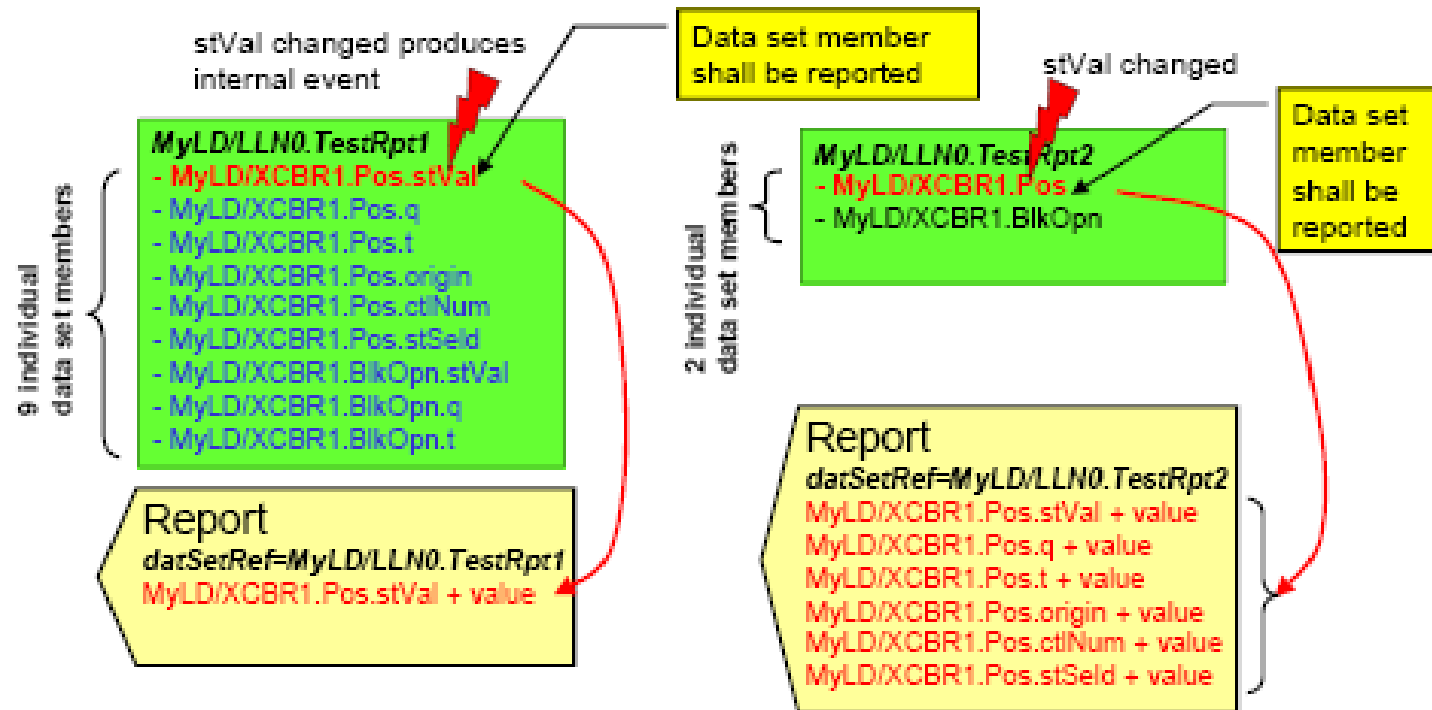 stVal changed produces
internal event
Data set member
shall be reported
MyLD/LLN0.TestRpt1
- MyLD/XCBR1.Pos.stVal
- MyLD/XCBR1.Pos.q
- MyLD/XCBR1.Pos.t
- MyLD/XCBR1.Pos.origin
- MyLD/XCBR1.Pos.ctlNum
- MyLD/XCBR1.Pos.stSeld
- MyLD/XCBR1.BlkOpn.stVal
- MyLD/XCBR1.BlkOpn.q
- MyLD/XCBR1.BlkOpn.t
9 individual
data set members
Report
datSetRef=MyLD/LLN0.TestRpt1
MyLD/XCBR1.Pos.stVal + value
stVal changed
Data set
member
shall be
reported
MyLD/LLN0.TestRpt2
- MyLD/XCBR1.Pos
- MyLD/XCBR1.BlkOpn
2 individual
data set members
Report
datSetRef=MyLD/LLN0.TestRpt2
MyLD/XCBR1.Pos.stVal + value
MyLD/XCBR1.Pos.q + value
MyLD/XCBR1.Pos.t + value
MyLD/XCBR1.Pos.origin + value
MyLD/XCBR1.Pos.ctlNum + value
MyLD/XCBR1.Pos.stSeld + value